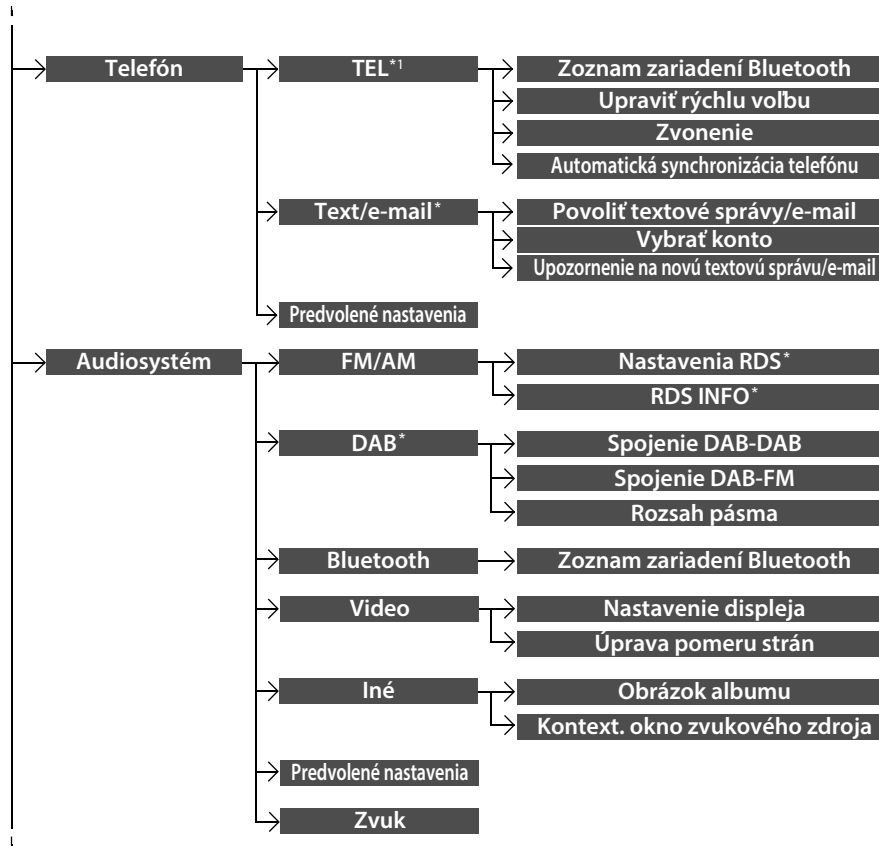 Telefón
TEL*1
Zoznam zariadení Bluetooth
Upraviť rýchlu voľbu
Zvonenie
Automatická synchronizácia telefónu
Text/e-mail*
Povoliť textové správy/e-mail
Vybrať konto
Upozornenie na novú textovú správu/e-mail
Predvolené nastavenia
Audiosystém
FM/AM
Nastavenia RDS*
RDS INFO*
DAB*
Spojenie DAB-DAB
Spojenie DAB-FM
Rozsah pásma
Bluetooth
Zoznam zariadení Bluetooth
Video
Nastavenie displeja
Úprava pomeru strán
Iné
Obrázok albumu
Kontext. okno zvukového zdroja
Predvolené nastavenia
Zvuk